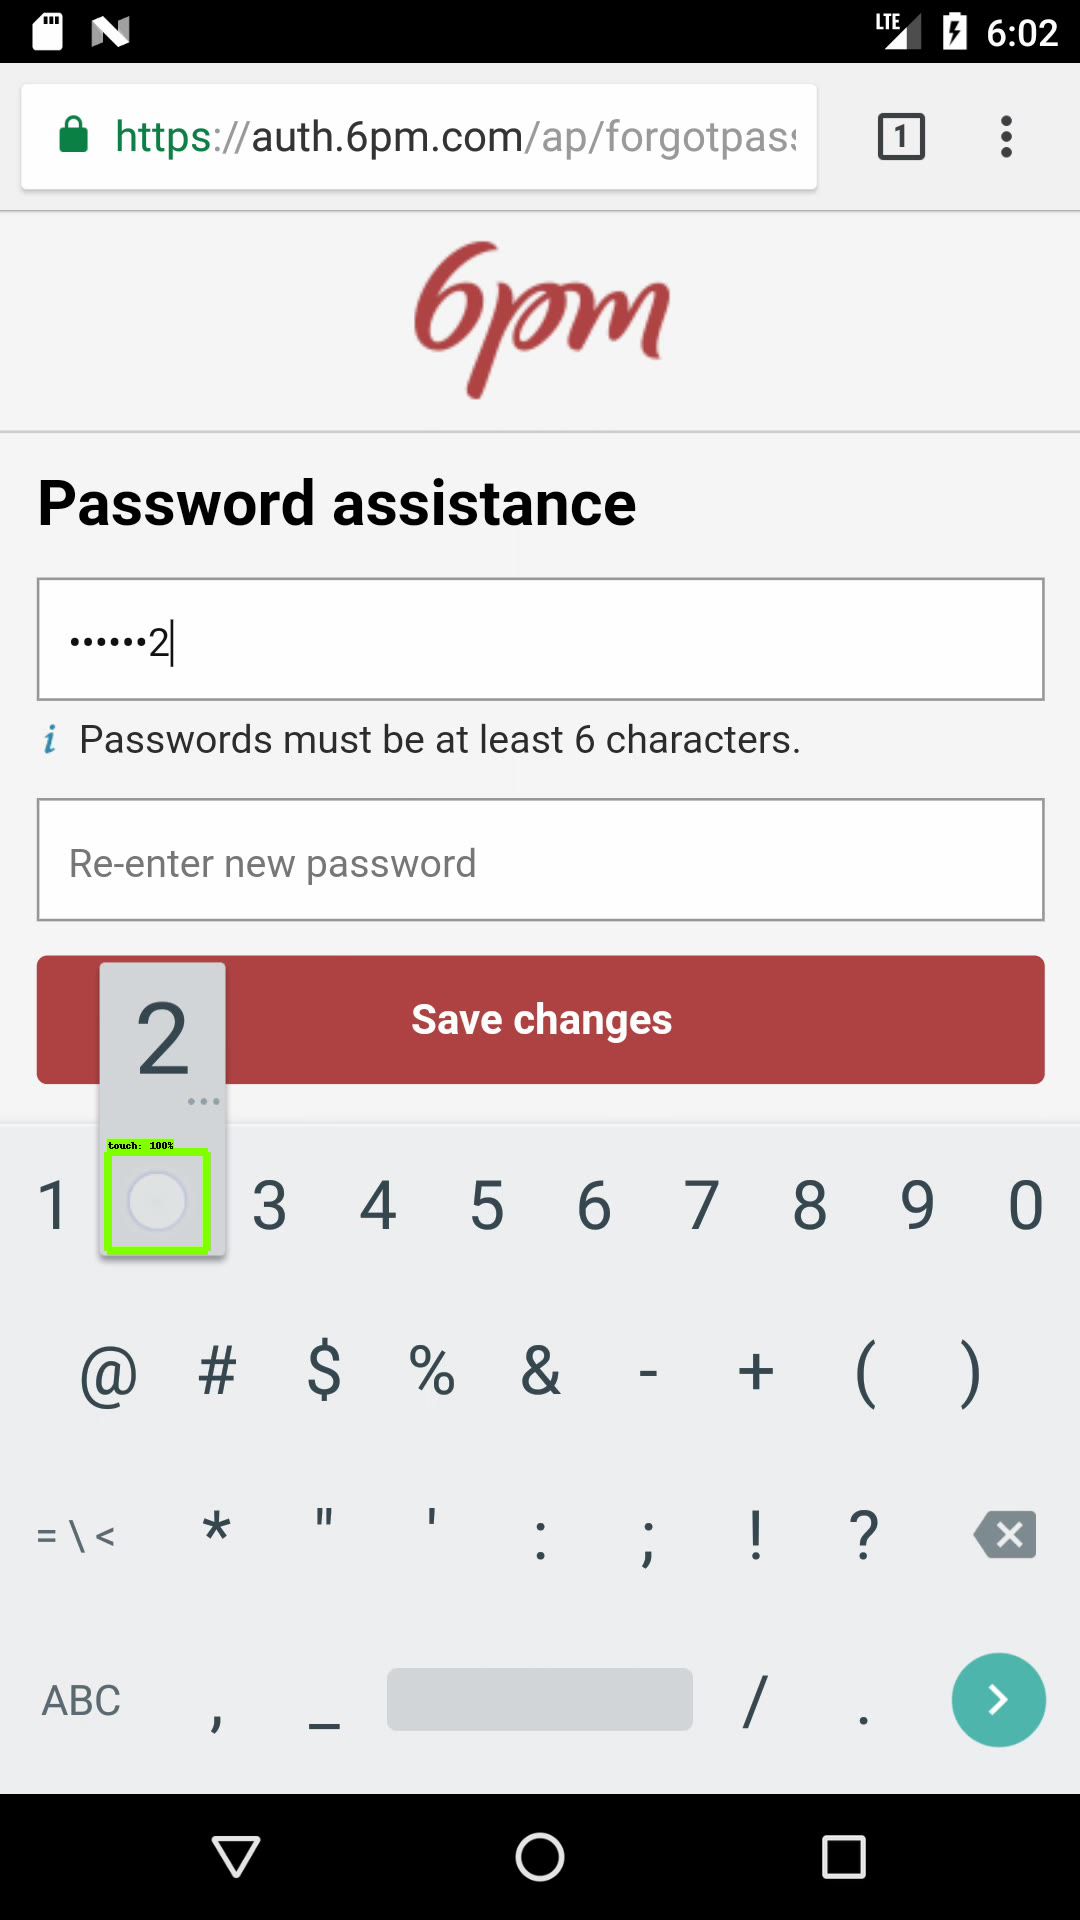 LTE 6:02
https://auth.6pm.com/ap/forgotpass 1
6pm
Password assistance
••••••2
i Passwords must be at least 6 characters.
Re-enter new password
Save changes
2
...
touch: 100%
1 3 4 5 6 7 8 9 0
@ # $ % & - + ( )
= \ < * " ' : ; ! ?
ABC , _ / .